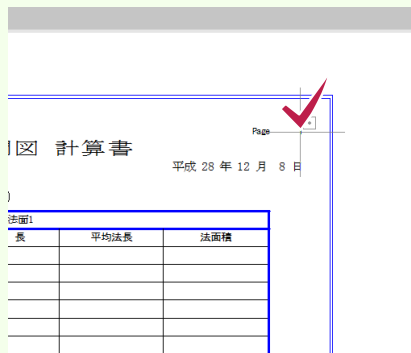 Page
図 計算書
平成 28 年 12 月 8 日
)
法面1
長 平均法長 法面積